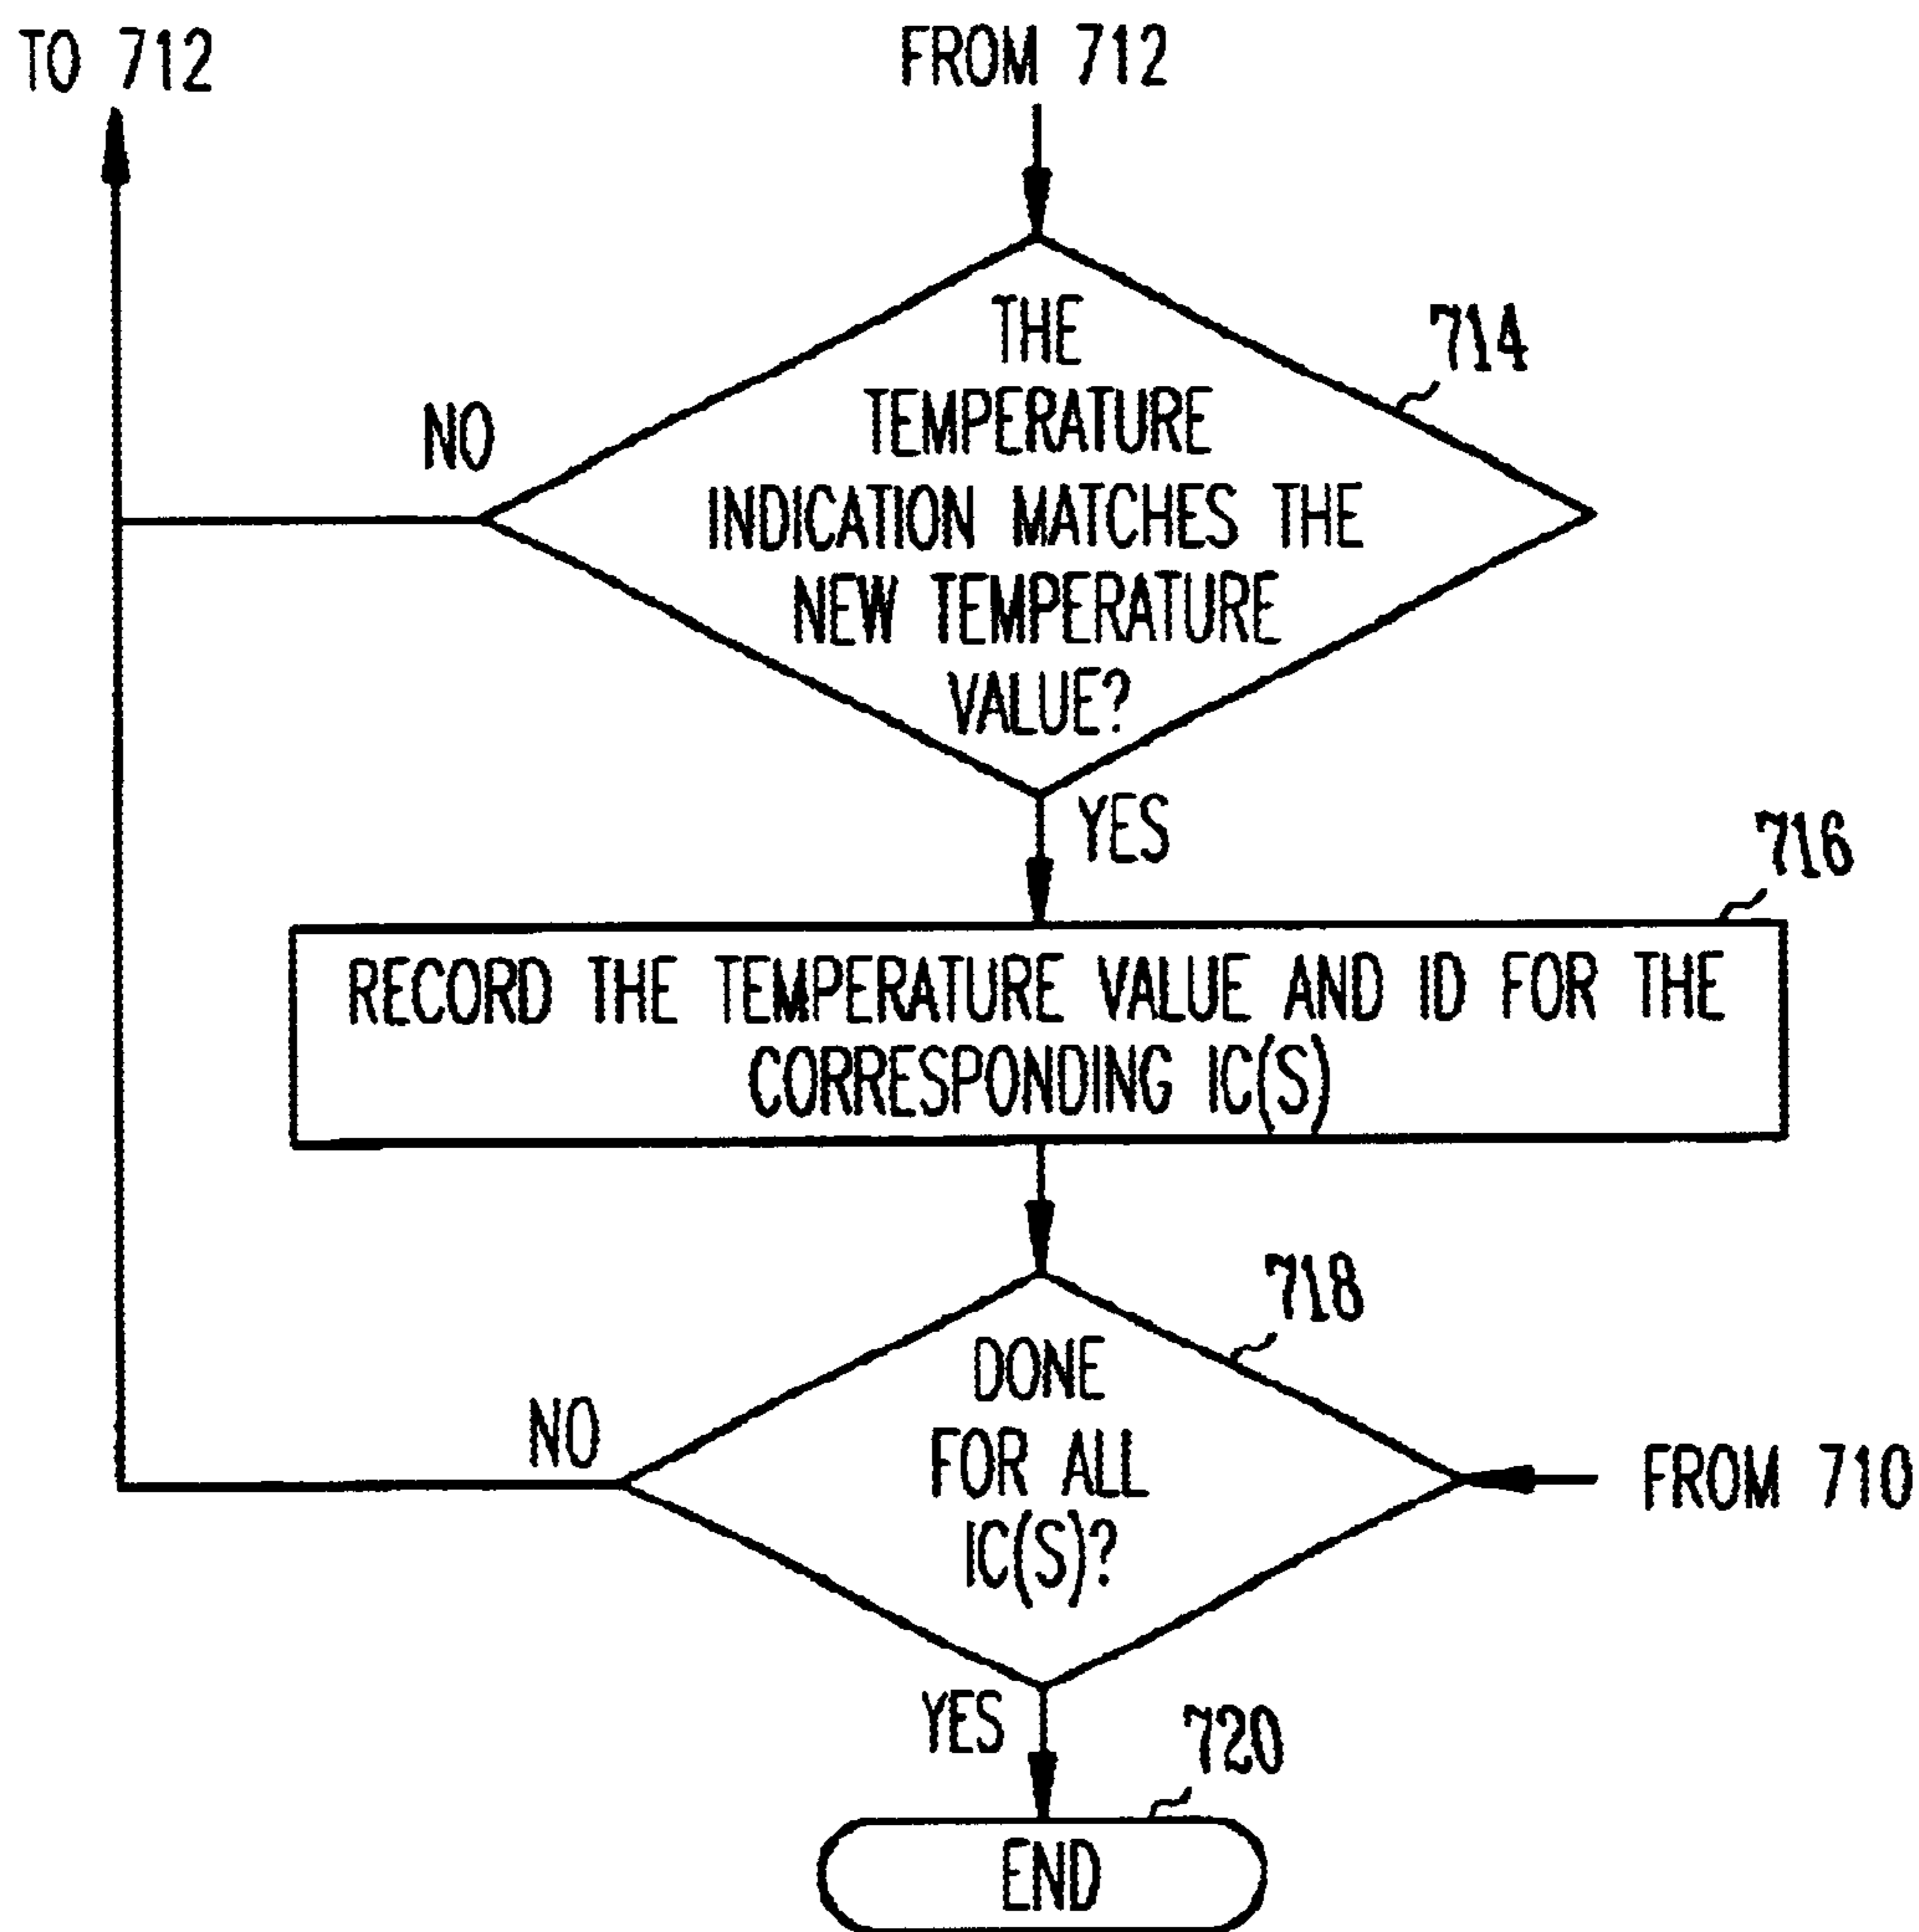 TO 712
FROM 712
714
THE
TEMPERATURE
INDICATION MATCHES THE
NEW TEMPERATURE
VALUE?
NO
YES
716
RECORD THE TEMPERATURE VALUE AND ID FOR THE
CORRESPONDING IC(S)
718
DONE
FOR ALL
IC(S)?
NO
FROM 710
YES
720
END